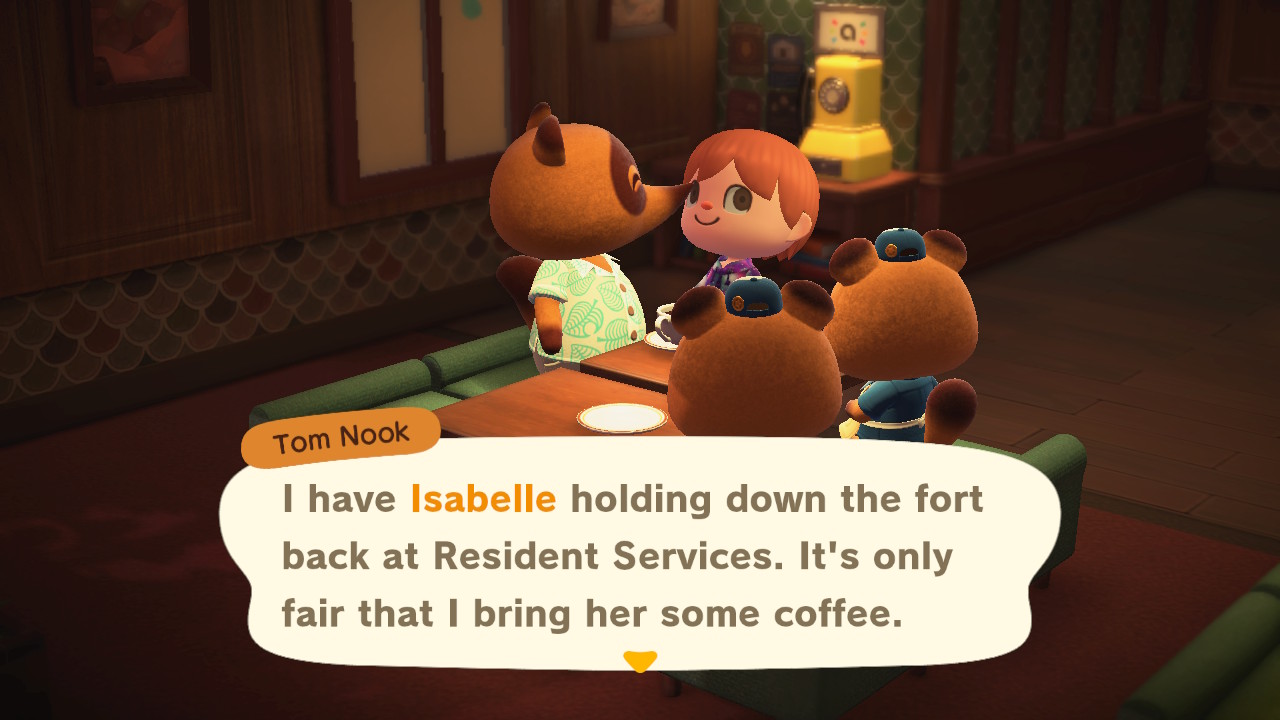 a
Tom Nook
I have Isabelle holding down the fort
back at Resident Services. It's only
fair that I bring her some coffee.